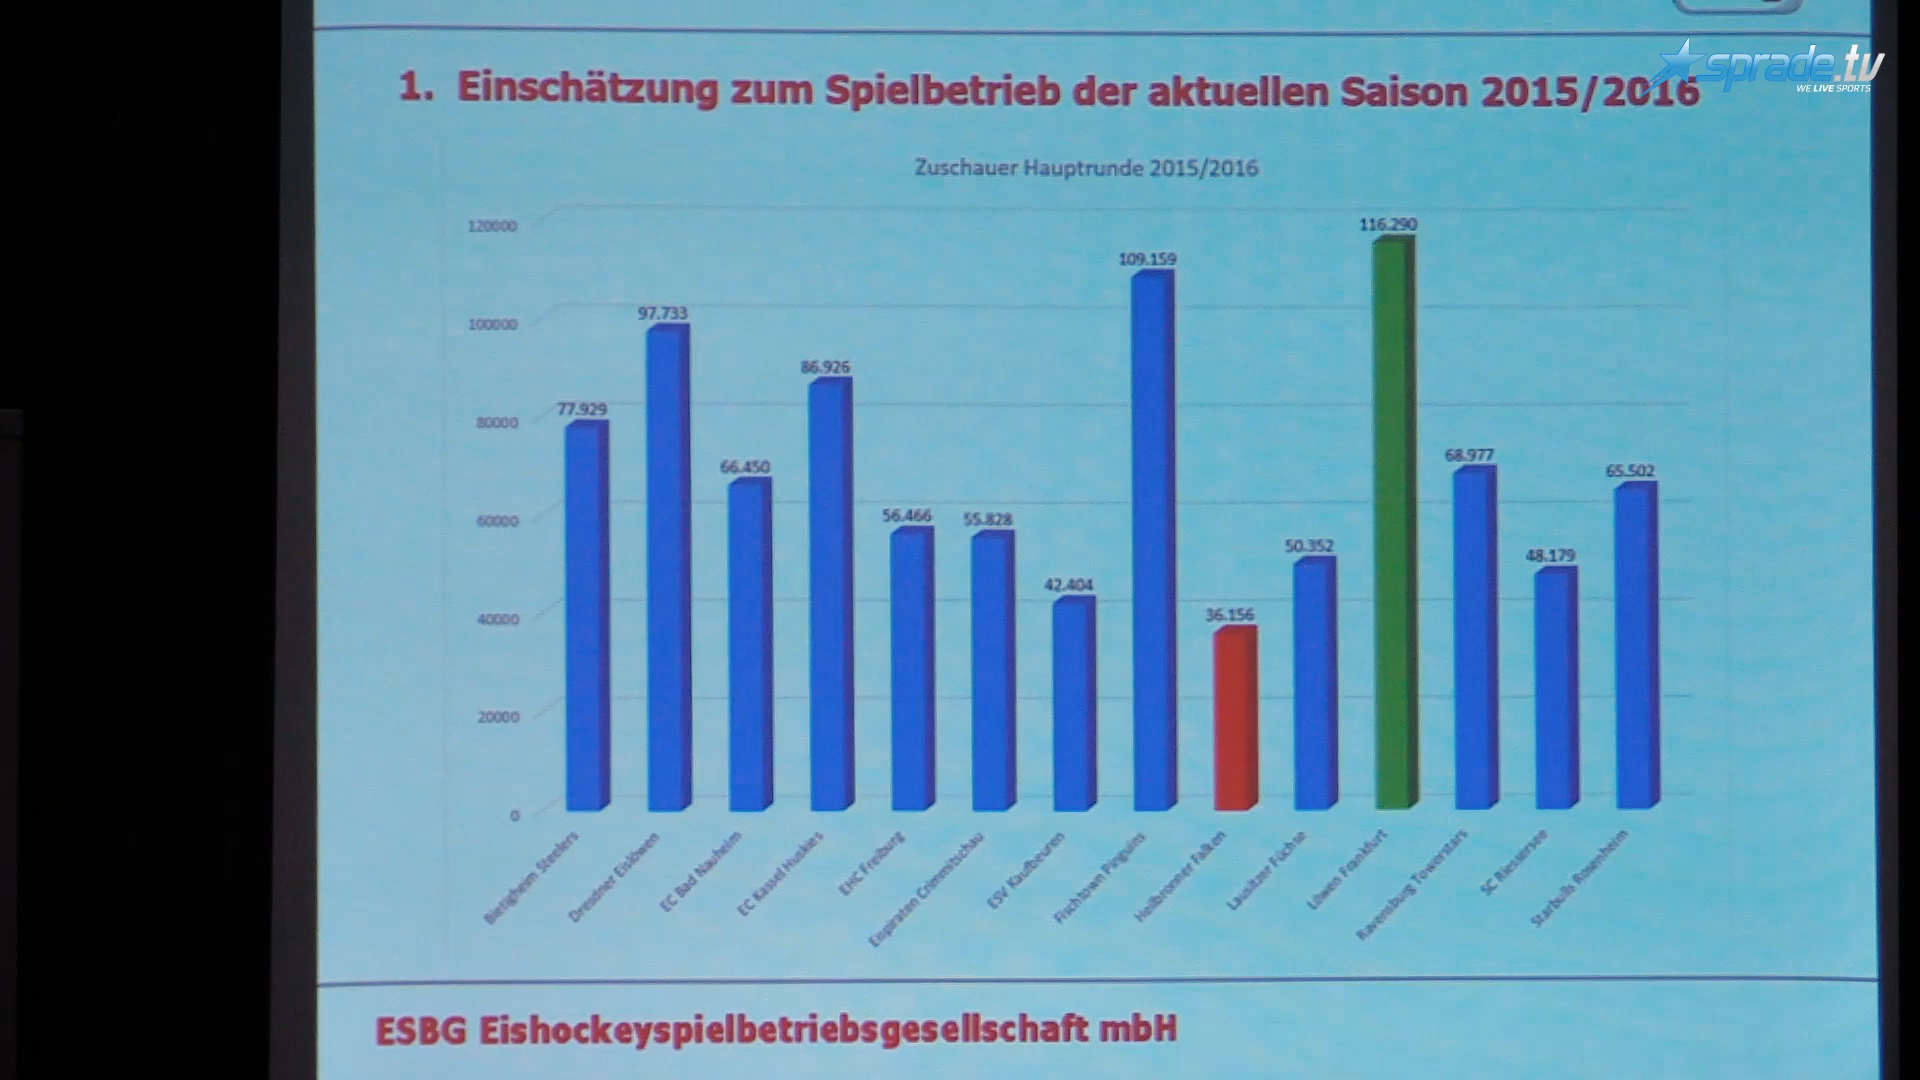 sprade.tv
WE LIVE SPORTS
1. Einschätzung zum Spielbetrieb der aktuellen Saison 2015/2016
Zuschauer Hauptrunde 2015/2016
120000
100000
80000
60000
40000
20000
0
77.929
97.733
66.450
86.926
56.466
55.828
42.404
109.159
36.156
50.352
116.290
68.977
48.179
65.502
Bietigheim Steelers
Dresdner Eislöwen
EC Bad Nauheim
EC Kassel Huskies
EHC Freiburg
Eispiraten Crimmitschau
ESV Kaufbeuren
Fischtown Pinguins
Heilbronner Falken
Lausitzer Füchse
Löwen Frankfurt
Ravensburg Towerstars
SC Riessersee
Starbulls Rosenheim
ESBG Eishockeyspielbetriebsgesellschaft mbH